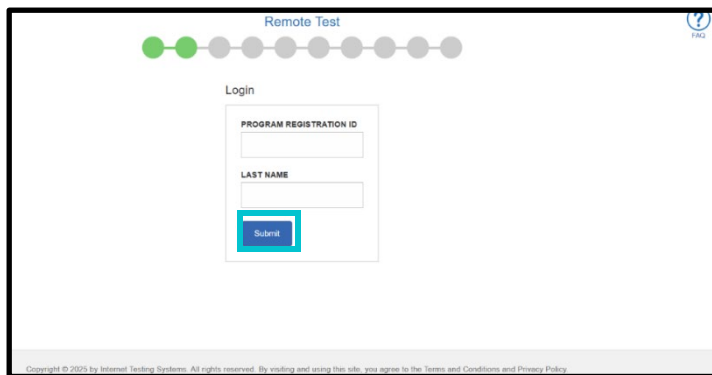 Remote Test
?
FAQ
Login
PROGRAM REGISTRATION ID
LAST NAME
Submit
Copyright © 2025 by Internet Testing Systems. All rights reserved. By visiting and using this site, you agree to the Terms and Conditions and Privacy Policy.